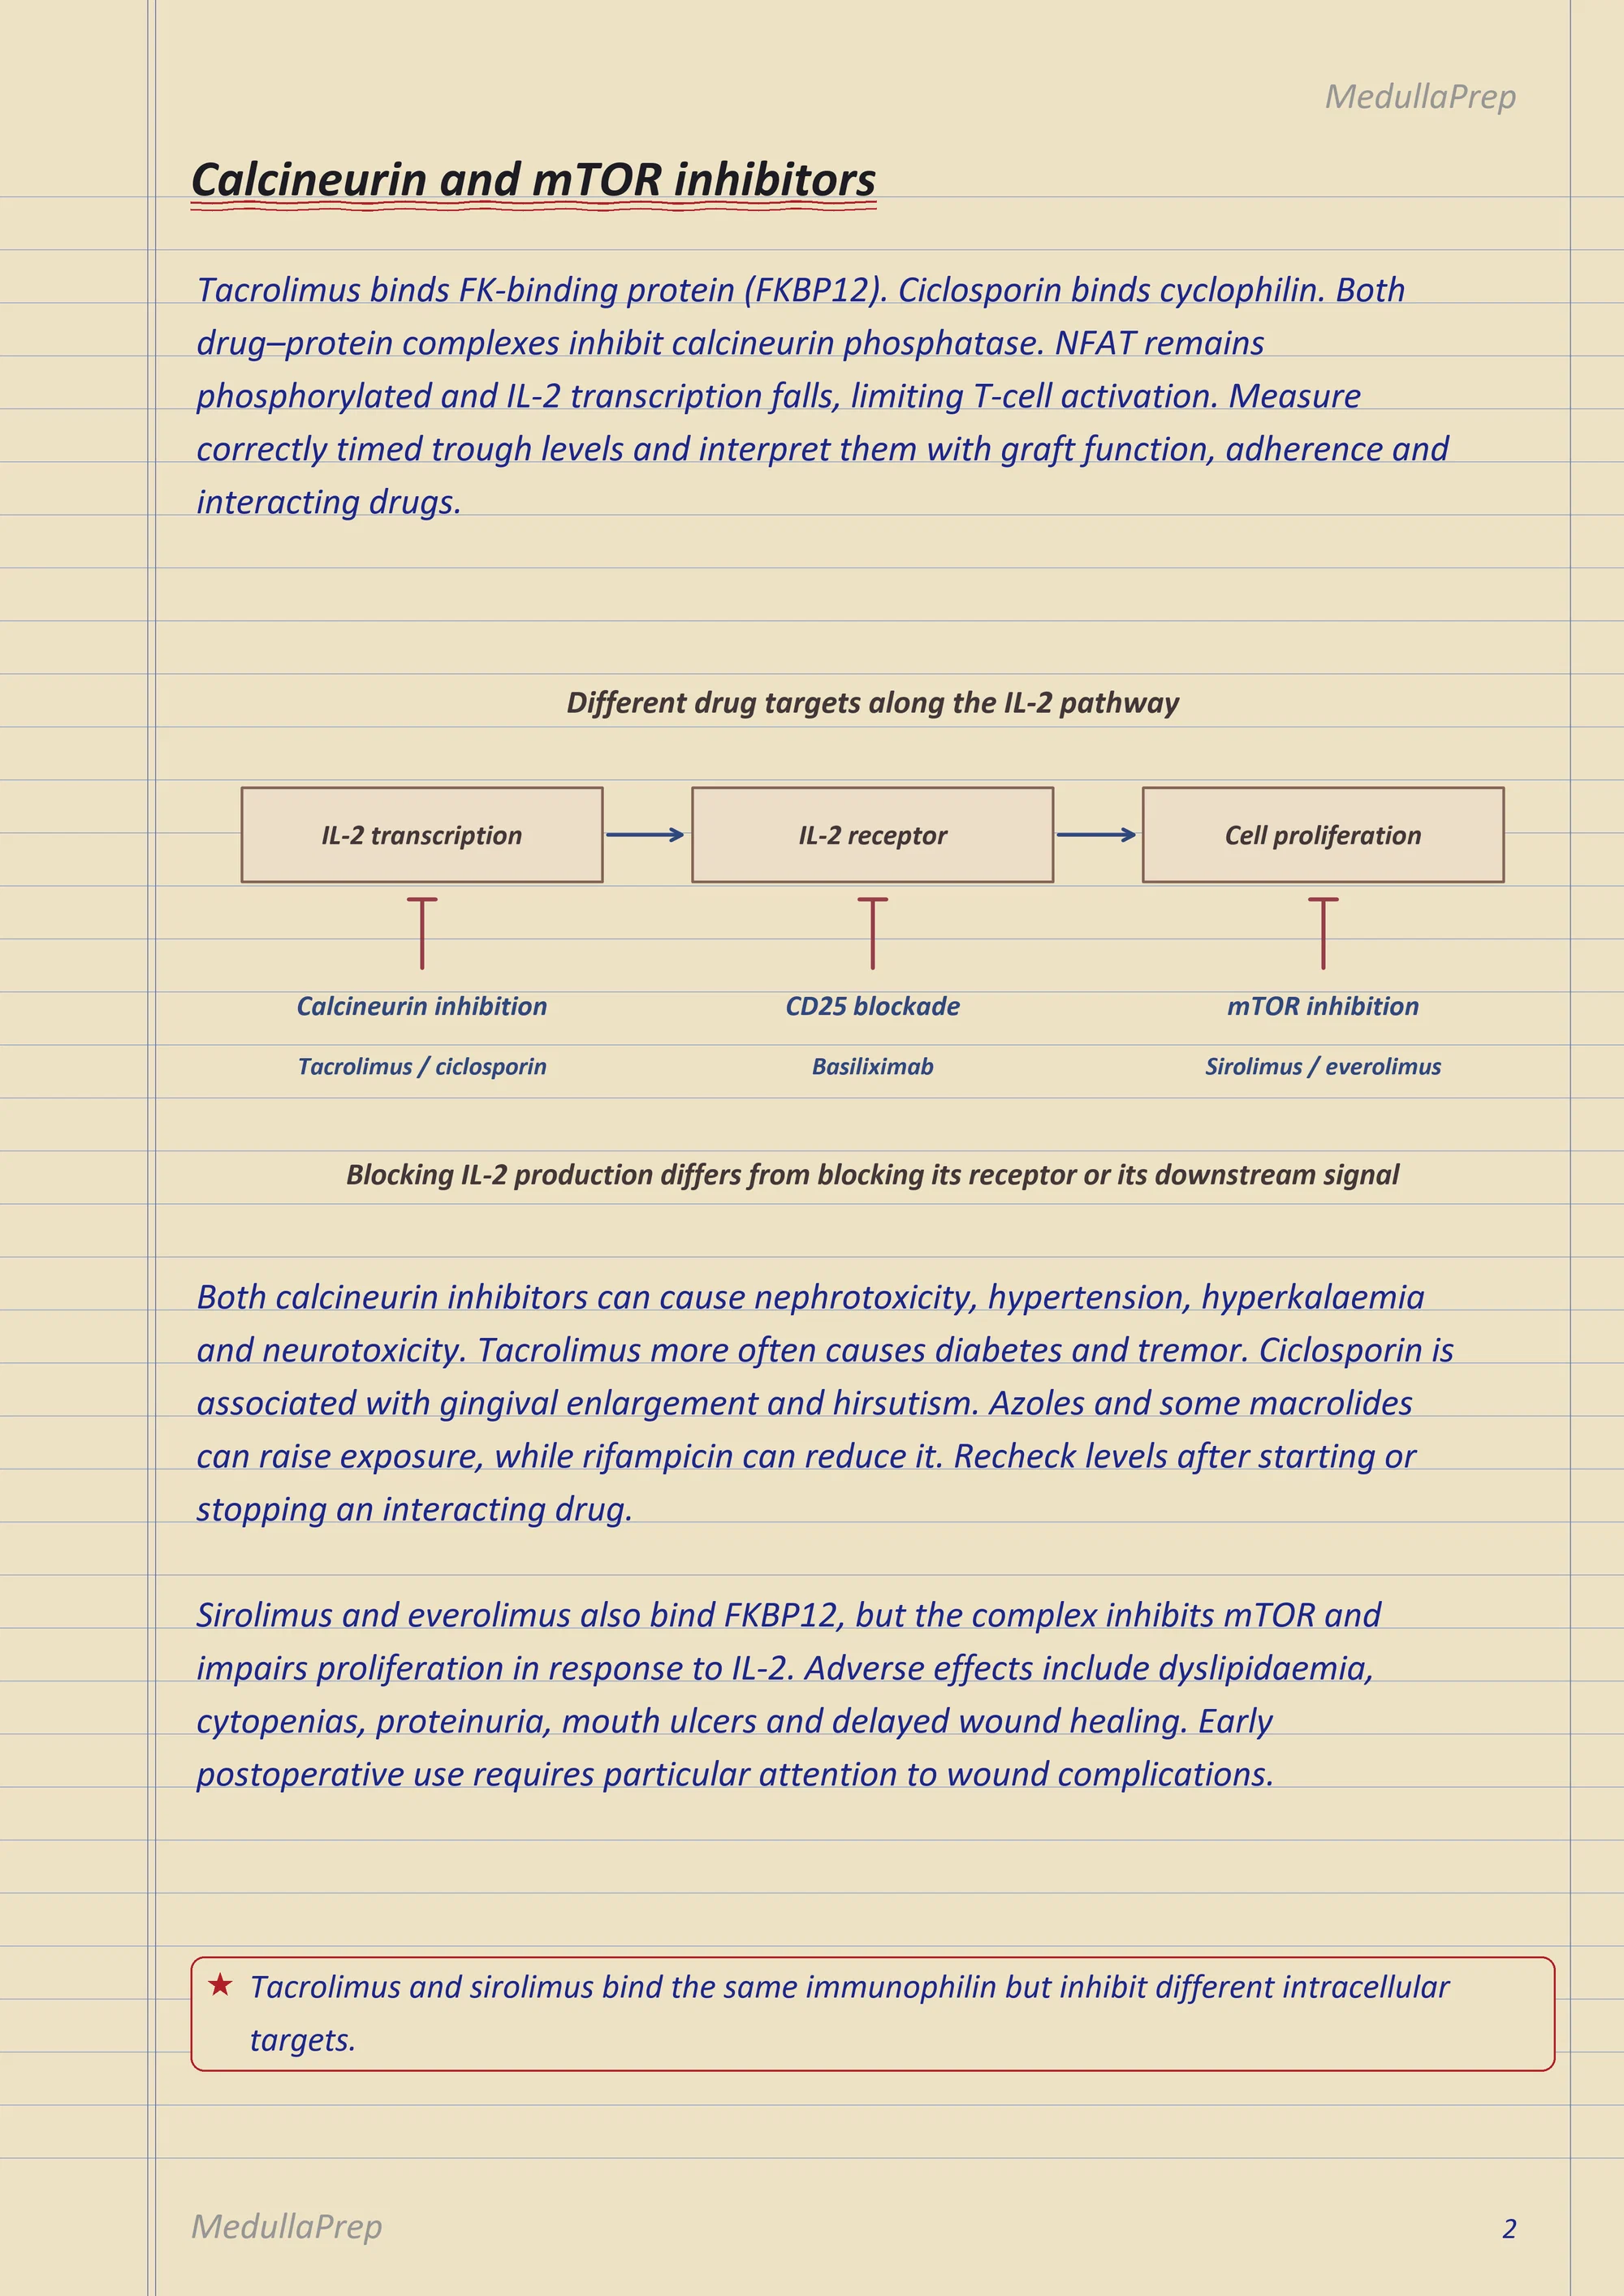 MedullaPrep
Calcineurin and mTOR inhibitors
Tacrolimus binds FK-binding protein (FKBP12). Ciclosporin binds cyclophilin. Both
drug–protein complexes inhibit calcineurin phosphatase. NFAT remains
phosphorylated and IL-2 transcription falls, limiting T-cell activation. Measure
correctly timed trough levels and interpret them with graft function, adherence and
interacting drugs.
Different drug targets along the IL-2 pathway
IL-2 transcription
IL-2 receptor
Cell proliferation
Calcineurin inhibition
CD25 blockade
mTOR inhibition
Tacrolimus / ciclosporin
Basiliximab
Sirolimus / everolimus
Blocking IL-2 production differs from blocking its receptor or its downstream signal
Both calcineurin inhibitors can cause nephrotoxicity, hypertension, hyperkalaemia
and neurotoxicity. Tacrolimus more often causes diabetes and tremor. Ciclosporin is
associated with gingival enlargement and hirsutism. Azoles and some macrolides
can raise exposure, while rifampicin can reduce it. Recheck levels after starting or
stopping an interacting drug.
Sirolimus and everolimus also bind FKBP12, but the complex inhibits mTOR and
impairs proliferation in response to IL-2. Adverse effects include dyslipidaemia,
cytopenias, proteinuria, mouth ulcers and delayed wound healing. Early
postoperative use requires particular attention to wound complications.
★ Tacrolimus and sirolimus bind the same immunophilin but inhibit different intracellular
targets.
MedullaPrep
2